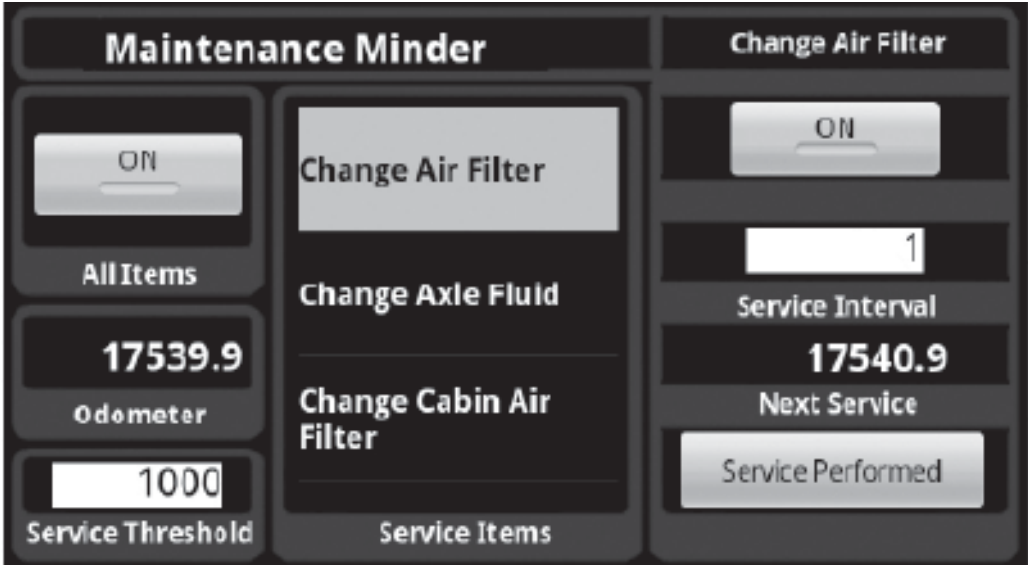 Maintenance Minder
Change Air Filter
ON
All Items
17539.9
Odometer
1000
Service Threshold
Change Air Filter
Change Axle Fluid
Change Cabin Air
Filter
Service Items
ON
1
Service Interval
17540.9
Next Service
Service Performed